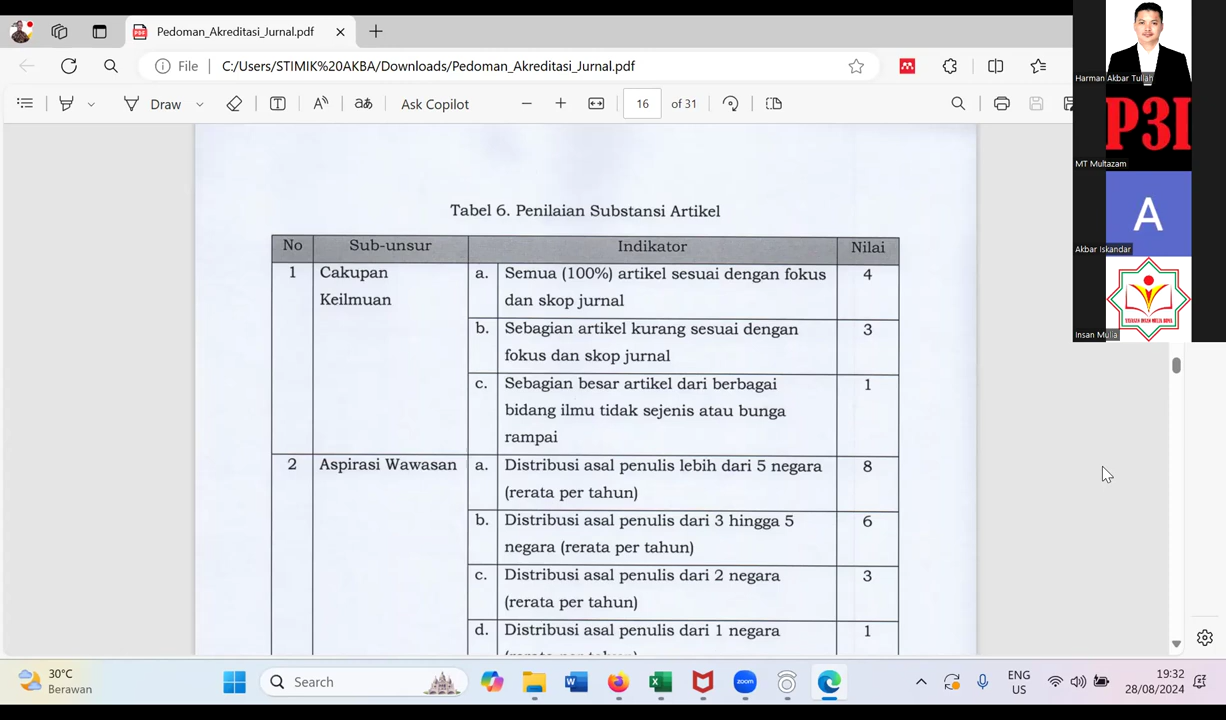 Pedoman_Akreditasi_Jurnal.pdf
File
C:/Users/STIMIK%20AKBA/Downloads/Pedoman_Akreditasi_Jurnal.pdf
Draw
Ask Copilot
16 of 31
Harman Akbar Tullah
P3I
MT Multazam
A
Akbar Iskandar
Insan Mulia
Tabel 6. Penilaian Substansi Artikel
No Sub-unsur Indikator Nilai
1 Cakupan a. Semua (100%) artikel sesuai dengan fokus 4
Keilmuan dan skop jurnal
b. Sebagian artikel kurang sesuai dengan 3
fokus dan skop jurnal
c. Sebagian besar artikel dari berbagai 1
bidang ilmu tidak sejenis atau bunga
rampai
2 Aspirasi Wawasan a. Distribusi asal penulis lebih dari 5 negara 8
(rerata per tahun)
b. Distribusi asal penulis dari 3 hingga 5 6
negara (rerata per tahun)
c. Distribusi asal penulis dari 2 negara 3
(rerata per tahun)
d. Distribusi asal penulis dari 1 negara 1
30°C
Berawan
Search
zoom
ENG
US
19:32
28/08/2024